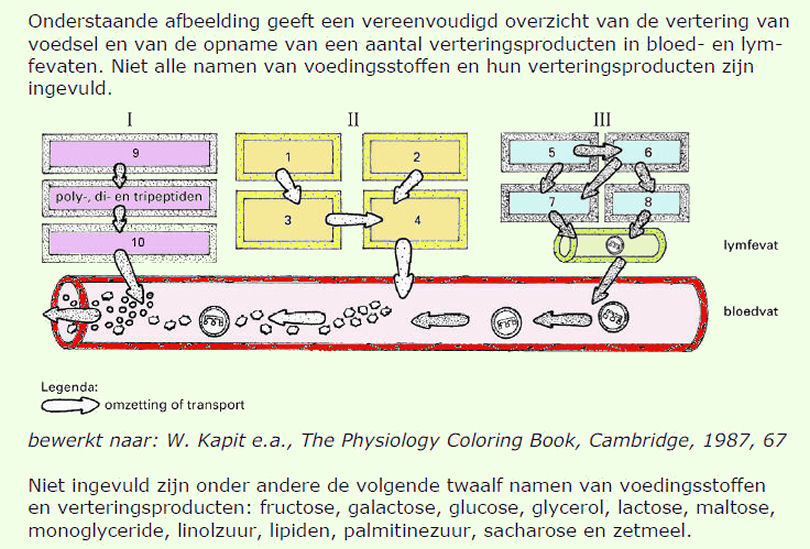 Onderstaande afbeelding geeft een vereenvoudigd overzicht van de vertering van
voedsel en van de opname van een aantal verteringsproducten in bloed- en lym-
fevaten. Niet alle namen van voedingsstoffen en hun verteringsproducten zijn
ingevuld.
I II III
9
1 2
5 6
poly-, di- en tripeptiden
3 4
7 8
10
lymfevat
bloedvat
Legenda:
omzetting of transport
bewerkt naar: W. Kapit e.a., The Physiology Coloring Book, Cambridge, 1987, 67
Niet ingevuld zijn onder andere de volgende twaalf namen van voedingsstoffen
en verteringsproducten: fructose, galactose, glucose, glycerol, lactose, maltose,
monoglyceride, linolzuur, lipiden, palmitinezuur, sacharose en zetmeel.